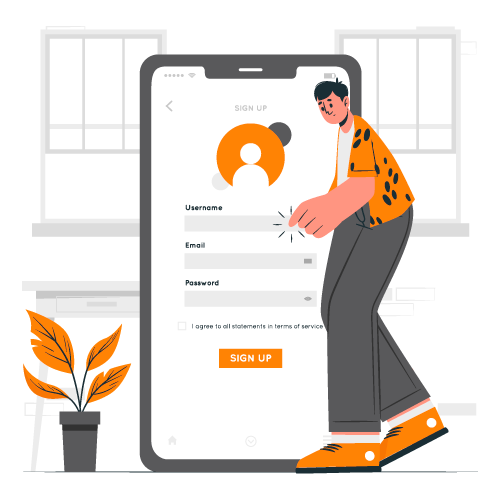 SIGN UP
Username
Email
Password
I agree to all statements in terms of service
SIGN UP